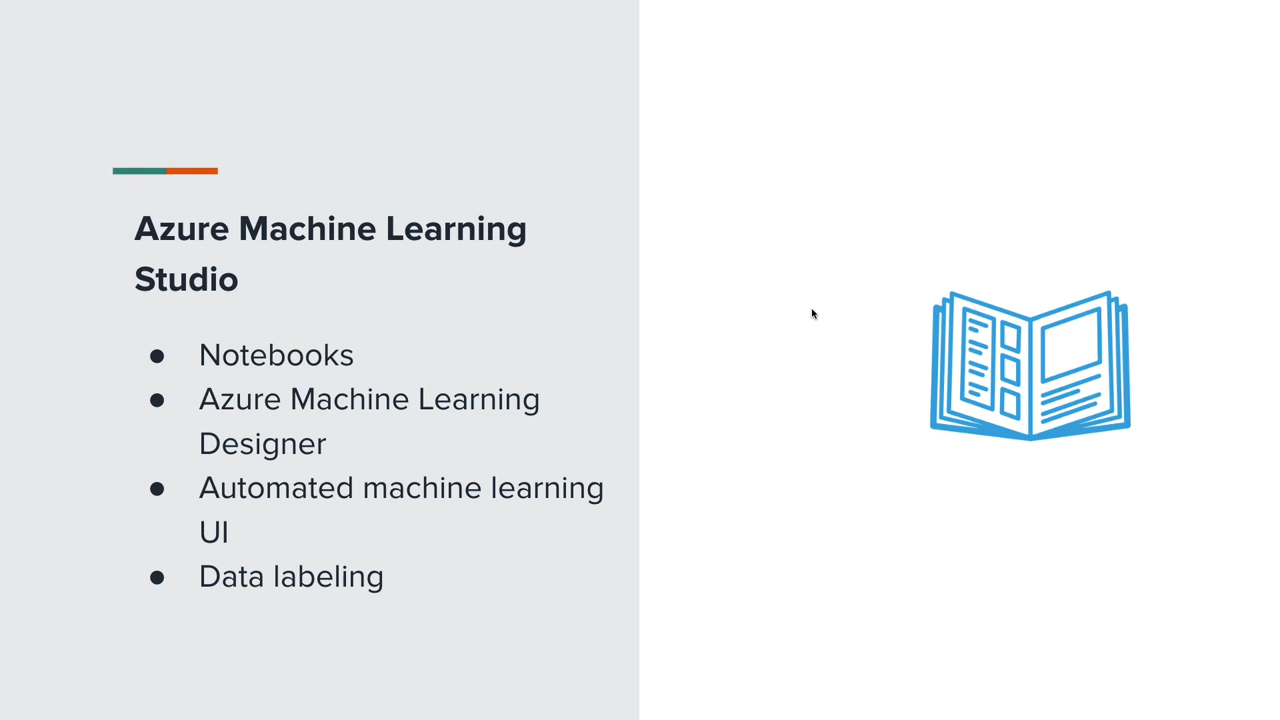 Azure Machine Learning
Studio
● Notebooks
● Azure Machine Learning
Designer
● Automated machine learning
UI
● Data labeling